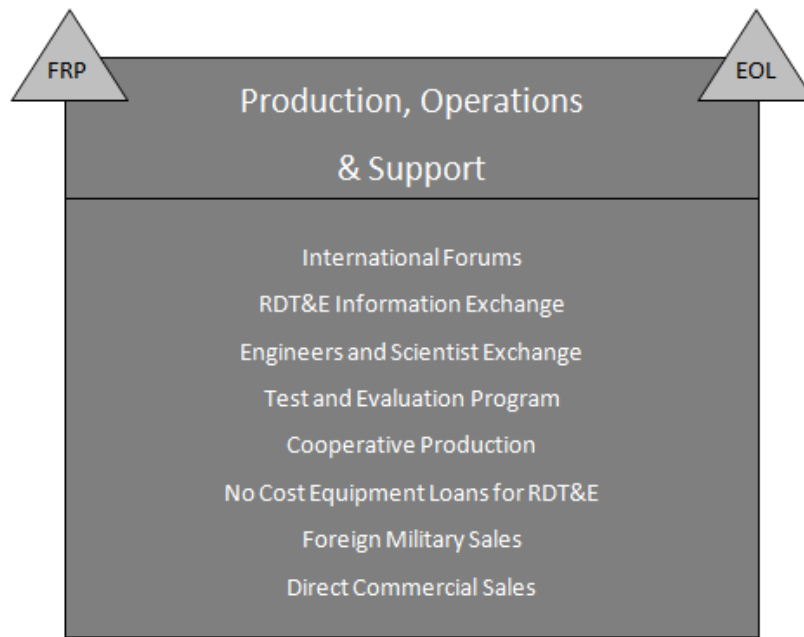 FRP
EOL
Production, Operations
& Support
International Forums
RDT&E Information Exchange
Engineers and Scientist Exchange
Test and Evaluation Program
Cooperative Production
No Cost Equipment Loans for RDT&E
Foreign Military Sales
Direct Commercial Sales